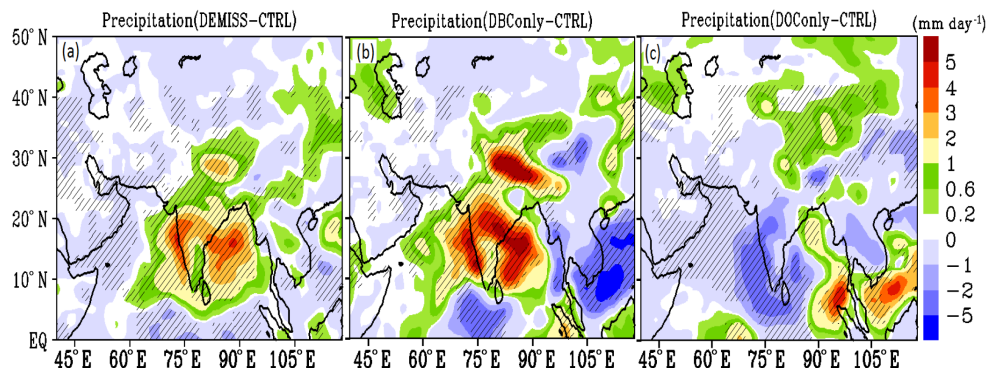 Precipitation(DEMISS-CTRL) Precipitation(DBConly-CTRL) Precipitation(DOConly-CTRL) (mm day⁻¹)
50°N (a) (b) (c)
5
40°N 4
3
30°N 2
1
20°N 0.6
0.2
10°N 0
−1
−2
EQ −5
45°E 60°E 75°E 90°E 105°E 45°E 60°E 75°E 90°E 105°E 45°E 60°E 75°E 90°E 105°E